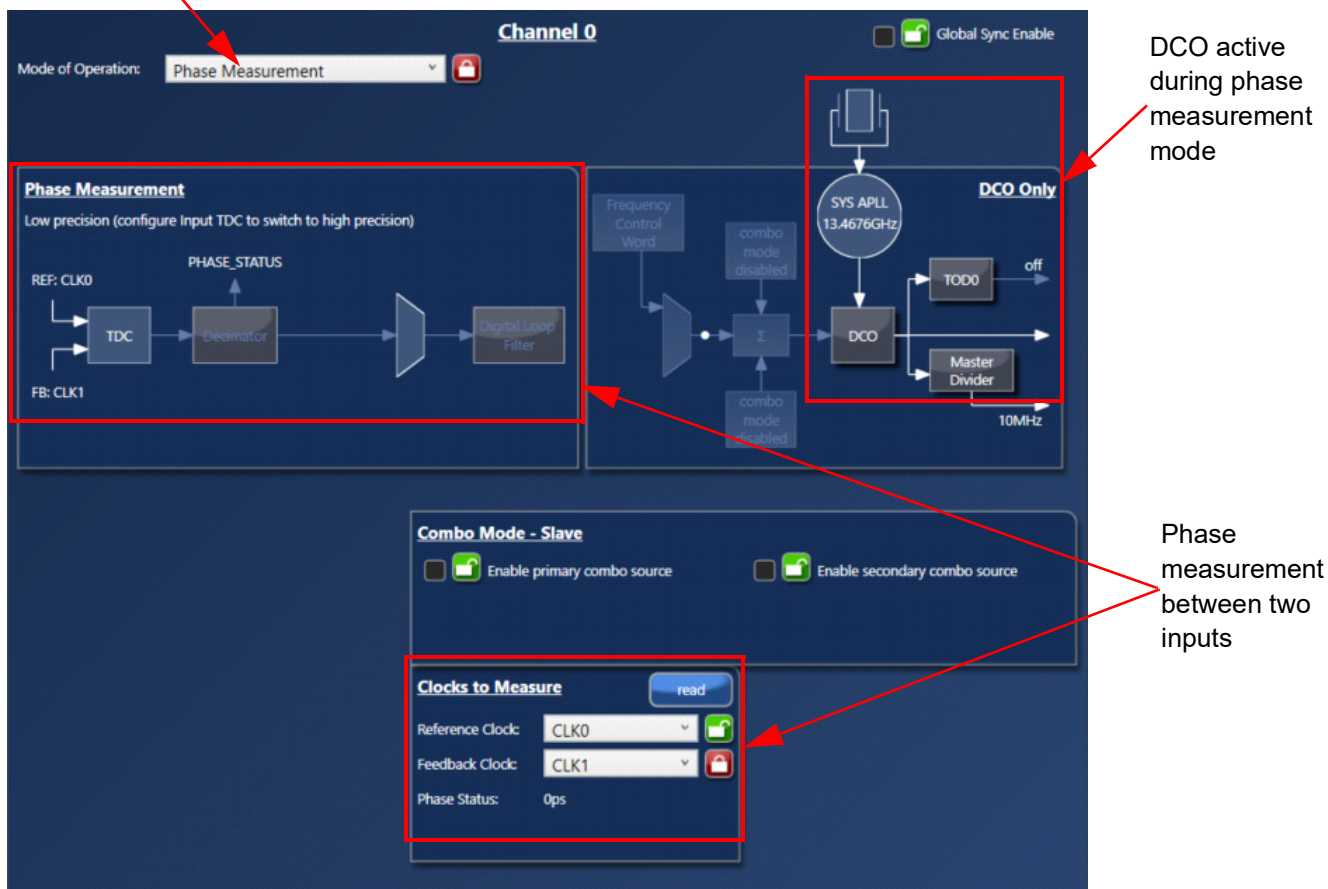 Channel 0
Global Sync Enable
Mode of Operation:
Phase Measurement
DCO active
during phase
measurement
mode
Phase Measurement
Low precision (configure Input TDC to switch to high precision)
PHASE_STATUS
REF: CLK0
TDC
Decimator
Digital Loop
Filter
FB: CLK1
DCO Only
Frequency
Control
Word
combo
mode
disabled
SYS APLL
13.4676GHz
TOD0
off
Σ
DCO
Master
Divider
10MHz
combo
mode
disabled
Combo Mode - Slave
Enable primary combo source
Enable secondary combo source
Phase
measurement
between two
inputs
Clocks to Measure
read
Reference Clock:
CLK0
Feedback Clock:
CLK1
Phase Status:
0ps